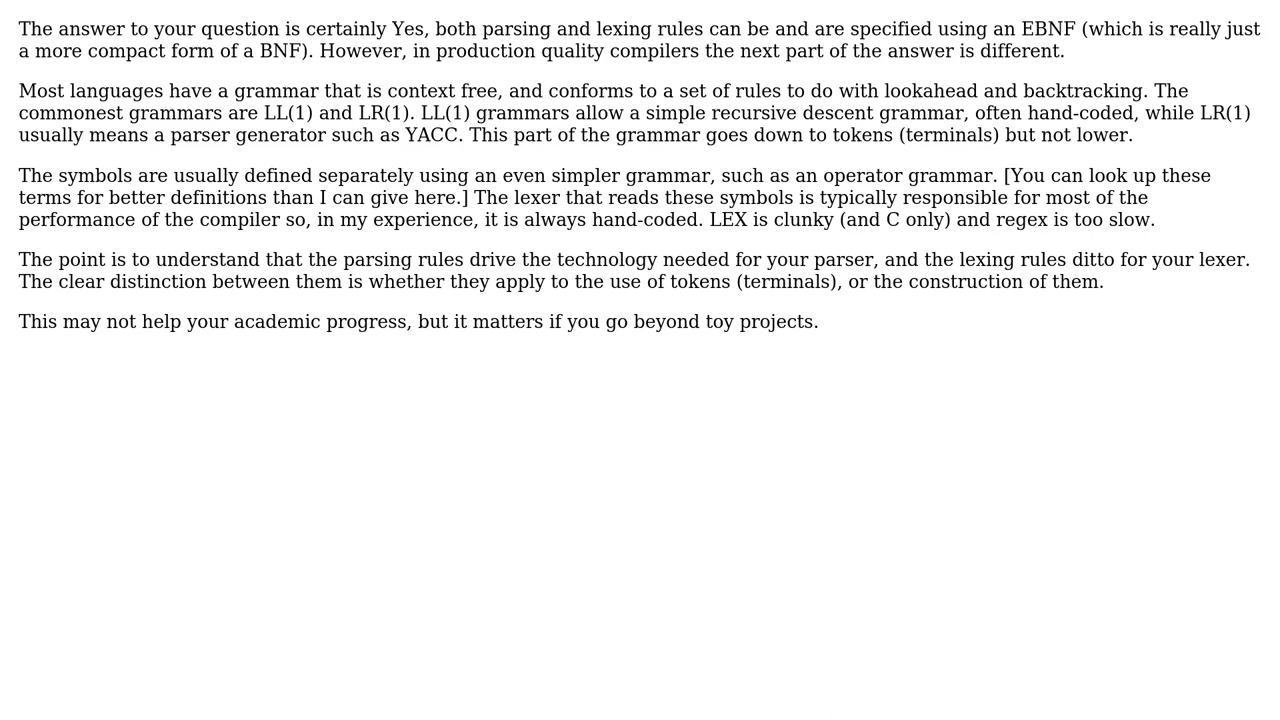 The answer to your question is certainly Yes, both parsing and lexing rules can be and are specified using an EBNF (which is really just
a more compact form of a BNF). However, in production quality compilers the next part of the answer is different.
Most languages have a grammar that is context free, and conforms to a set of rules to do with lookahead and backtracking. The
commonest grammars are LL(1) and LR(1). LL(1) grammars allow a simple recursive descent grammar, often hand-coded, while LR(1)
usually means a parser generator such as YACC. This part of the grammar goes down to tokens (terminals) but not lower.
The symbols are usually defined separately using an even simpler grammar, such as an operator grammar. [You can look up these
terms for better definitions than I can give here.] The lexer that reads these symbols is typically responsible for most of the
performance of the compiler so, in my experience, it is always hand-coded. LEX is clunky (and C only) and regex is too slow.
The point is to understand that the parsing rules drive the technology needed for your parser, and the lexing rules ditto for your lexer.
The clear distinction between them is whether they apply to the use of tokens (terminals), or the construction of them.
This may not help your academic progress, but it matters if you go beyond toy projects.